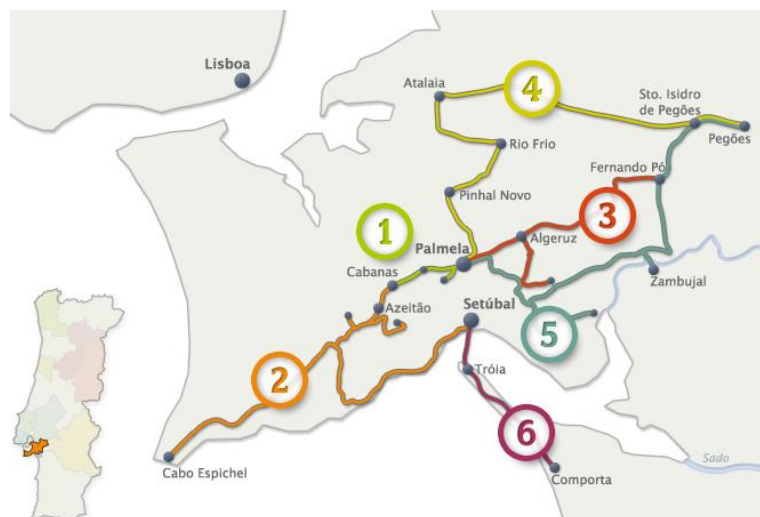 Lisboa
Atalaia
4
Sto. Isidro
de Pegões
Pegões
Rio Frio
Fernando Pó
Pinhal Novo
3
1
Palmela
Algeruz
Cabanas
Zambujal
Azeitão
Setúbal
5
2
Tróia
6
Sado
Cabo Espichel
Comporta